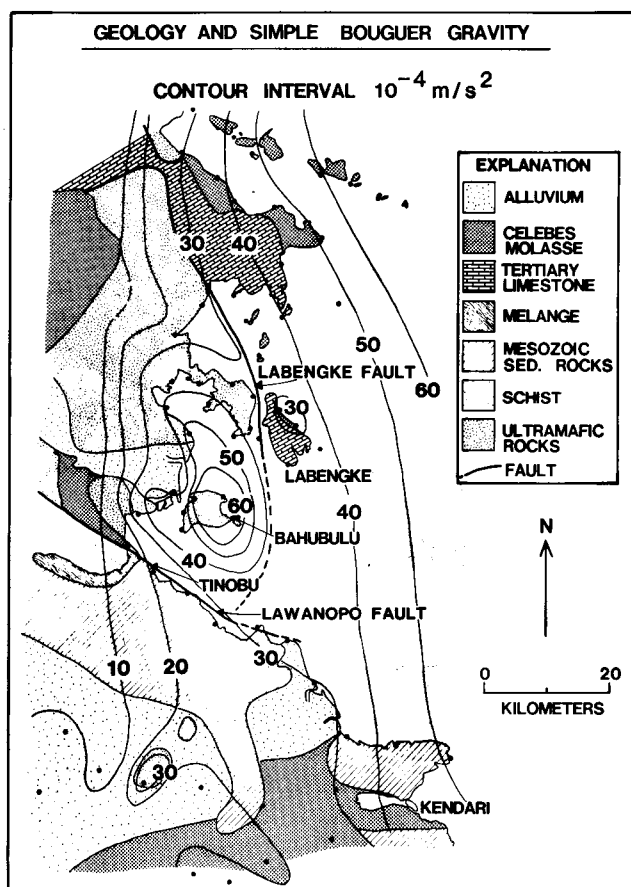 GEOLOGY AND SIMPLE BOUGUER GRAVITY
CONTOUR INTERVAL 10⁻⁴ m/s²
EXPLANATION
ALLUVIUM
CELEBES
MOLASSE
TERTIARY
LIMESTONE
MELANGE
MESOZOIC
SED. ROCKS
SCHIST
ULTRAMAFIC
ROCKS
FAULT
30
40
50
60
LABENGKE FAULT
30
50
LABENGKE
60
40
BAHUBULU
40
TINOBU
LAWANOPO FAULT
N
30
10
20
0
20
KILOMETERS
30
KENDARI